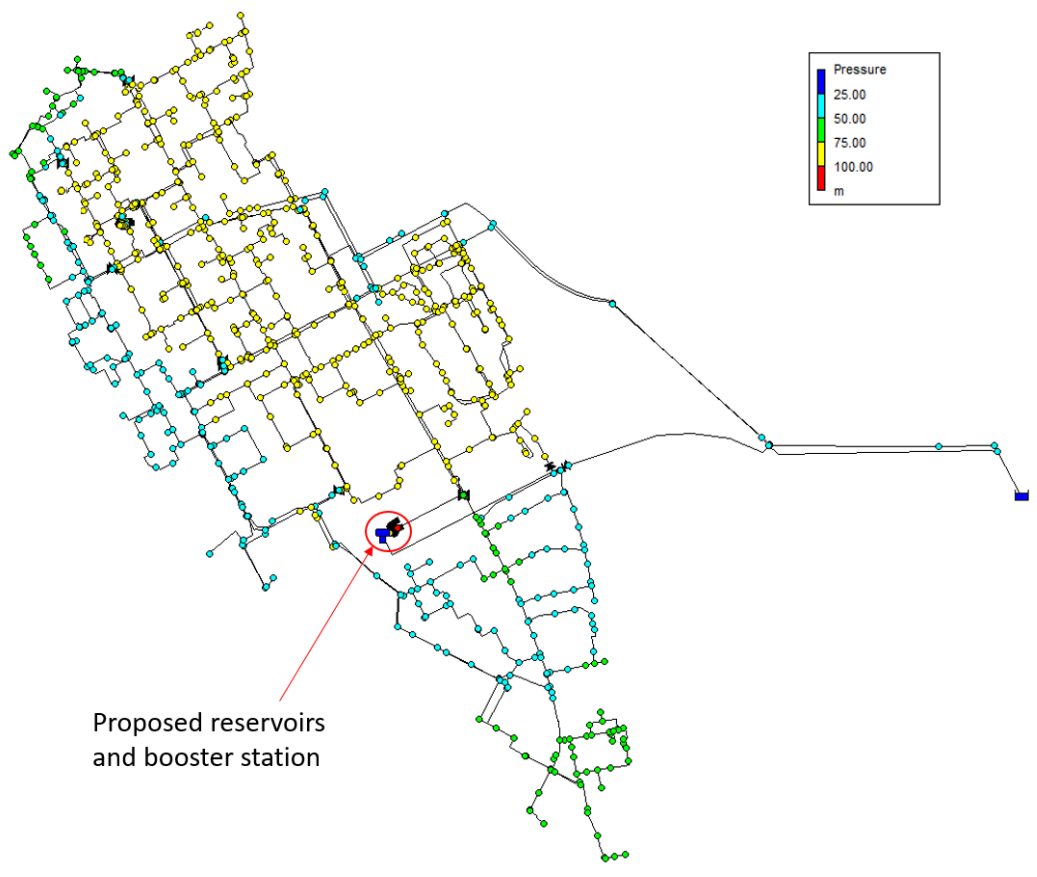 Pressure
25.00
50.00
75.00
100.00
m
Proposed reservoirs
and booster station